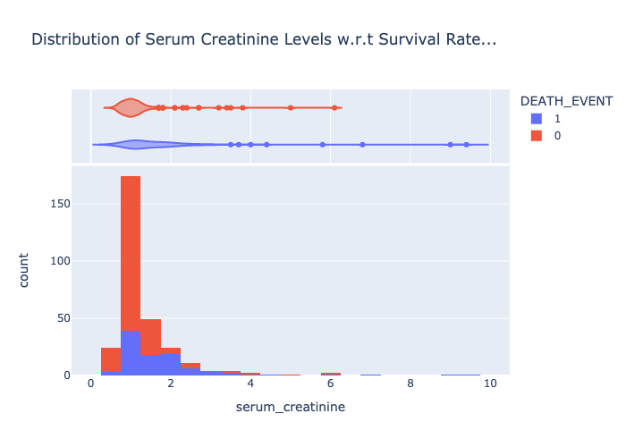 Distribution of Serum Creatinine Levels w.r.t Survival Rate...
DEATH_EVENT
1
0
150
100
50
0
count
0 2 4 6 8 10
serum_creatinine